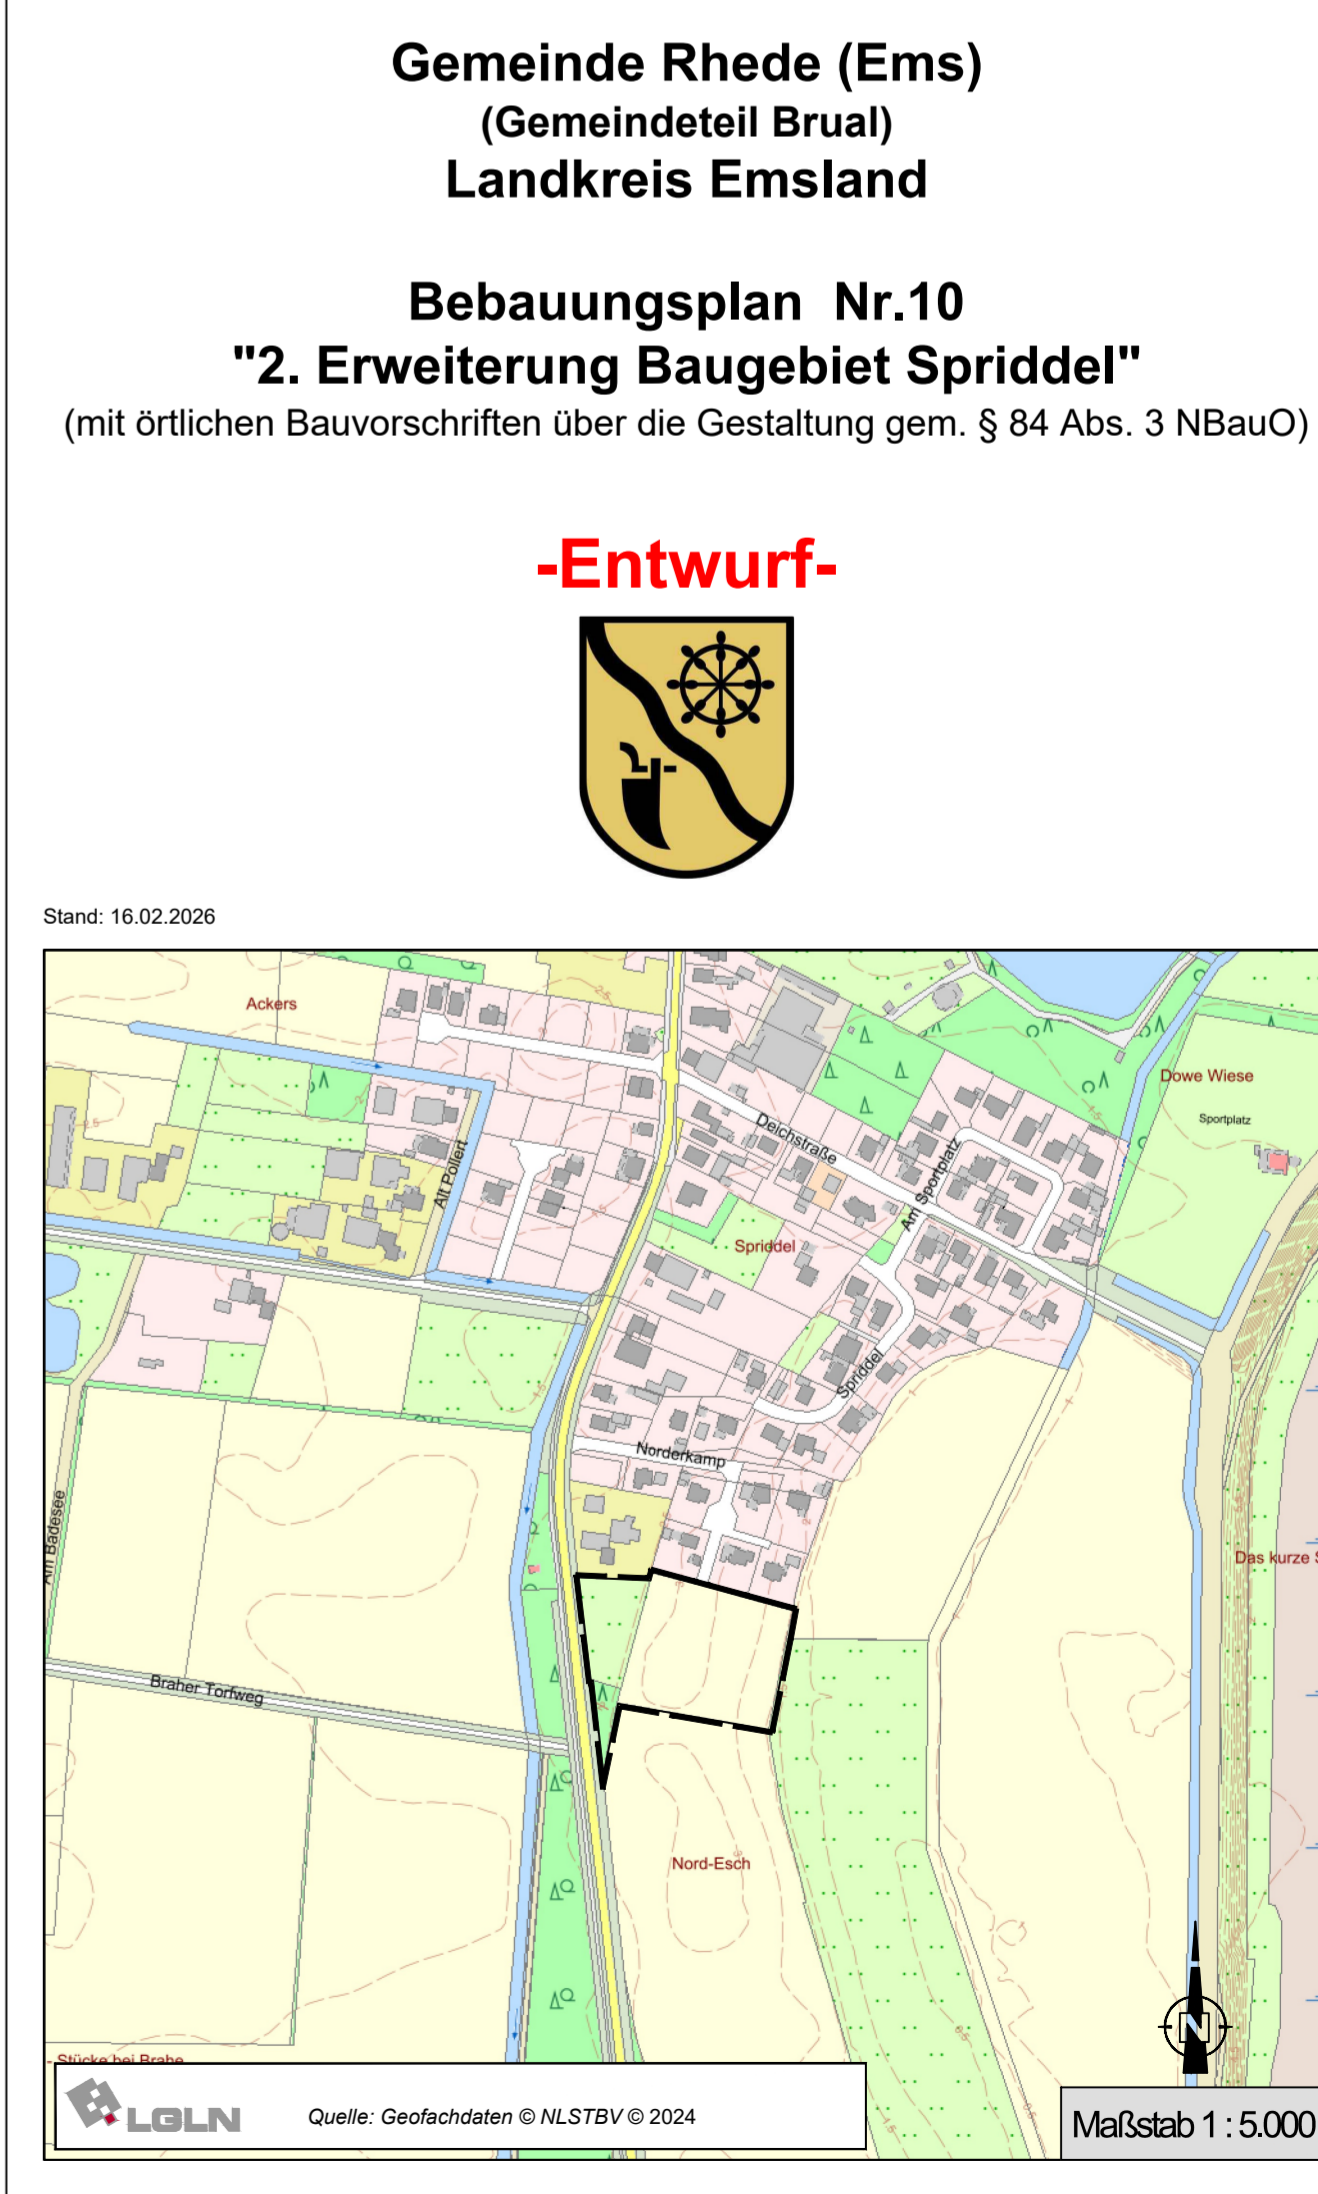 Gemeinde Rhede (Ems)
(Gemeindeteil Brual)
Landkreis Emsland
Bebauungsplan Nr.10
"2. Erweiterung Baugebiet Spriddel"
(mit örtlichen Bauvorschriften über die Gestaltung gem. § 84 Abs. 3 NBauO)
-Entwurf-
Stand: 16.02.2026
Ackers
Dowe Wiese
Sportplatz
Deichstraße
Am Sportplatz
Alt Pollert
Spriddel
Spriddel
Norderkamp
Am Badesee
Das kurze
Braher Torfweg
Nord-Esch
Stücke bei Brahe
N
LGLN
Quelle: Geofachdaten © NLSTBV © 2024
Maßstab 1 : 5.000